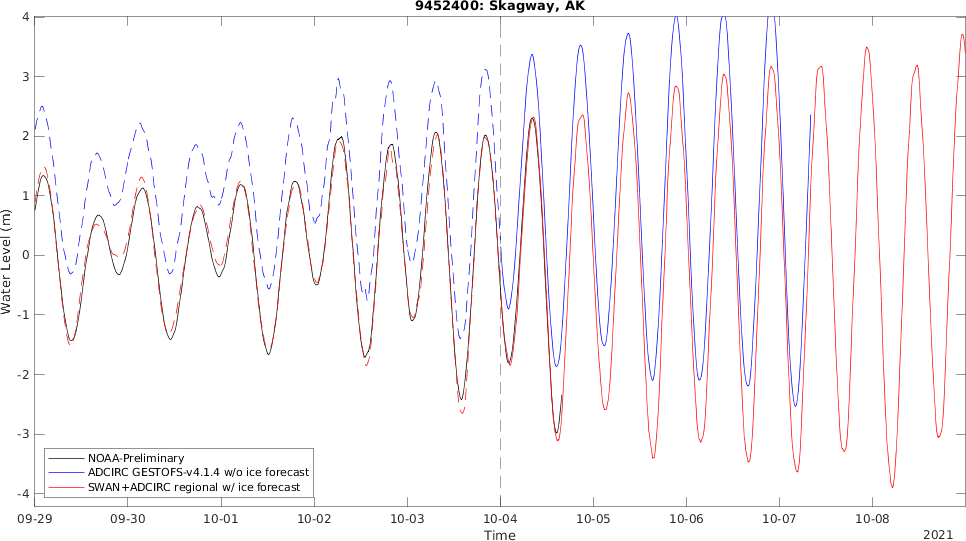 9452400: Skagway, AK
4
3
2
1
0
-1
-2
-3
-4
Water Level (m)
NOAA-Preliminary
ADCIRC GESTOFS-v4.1.4 w/o ice forecast
SWAN+ADCIRC regional w/ ice forecast
09-29 09-30 10-01 10-02 10-03 10-04 10-05 10-06 10-07 10-08
Time
2021